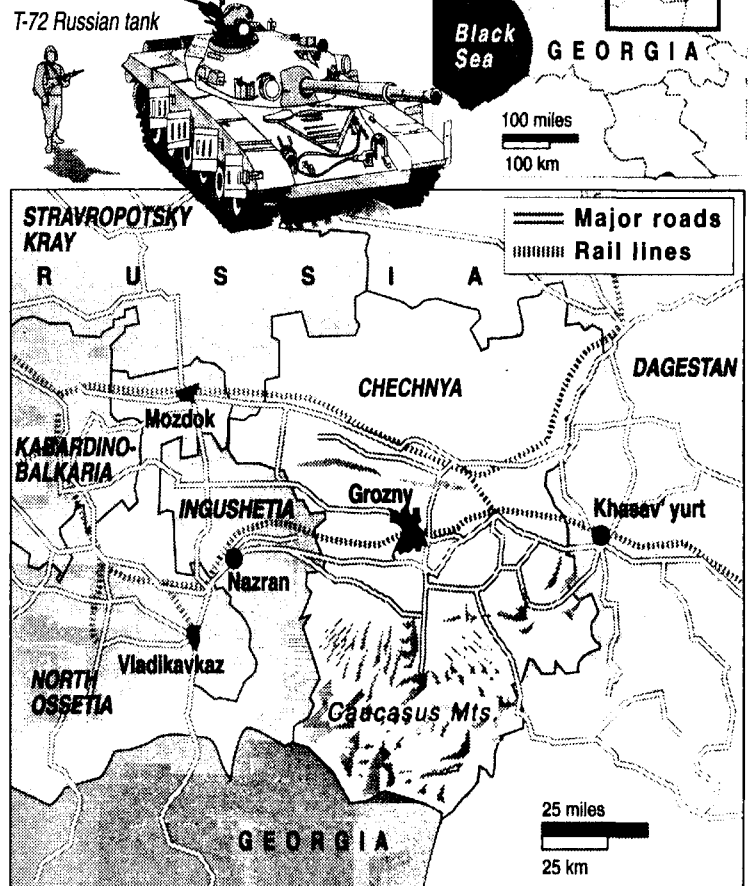 T-72 Russian tank
Black
Sea
GEORGIA
100 miles
100 km
STRAVROPOTSKY
KRAY
Major roads
Rail lines
RUSSIA
CHECHNYA
DAGESTAN
Mozdok
KABARDINO-
BALKARIA
INGUSHETIA
Grozny
Khasav' yurt
Nazran
Vladikavkaz
NORTH
OSSETIA
Caucasus Mts.
25 miles
25 km
GEORGIA